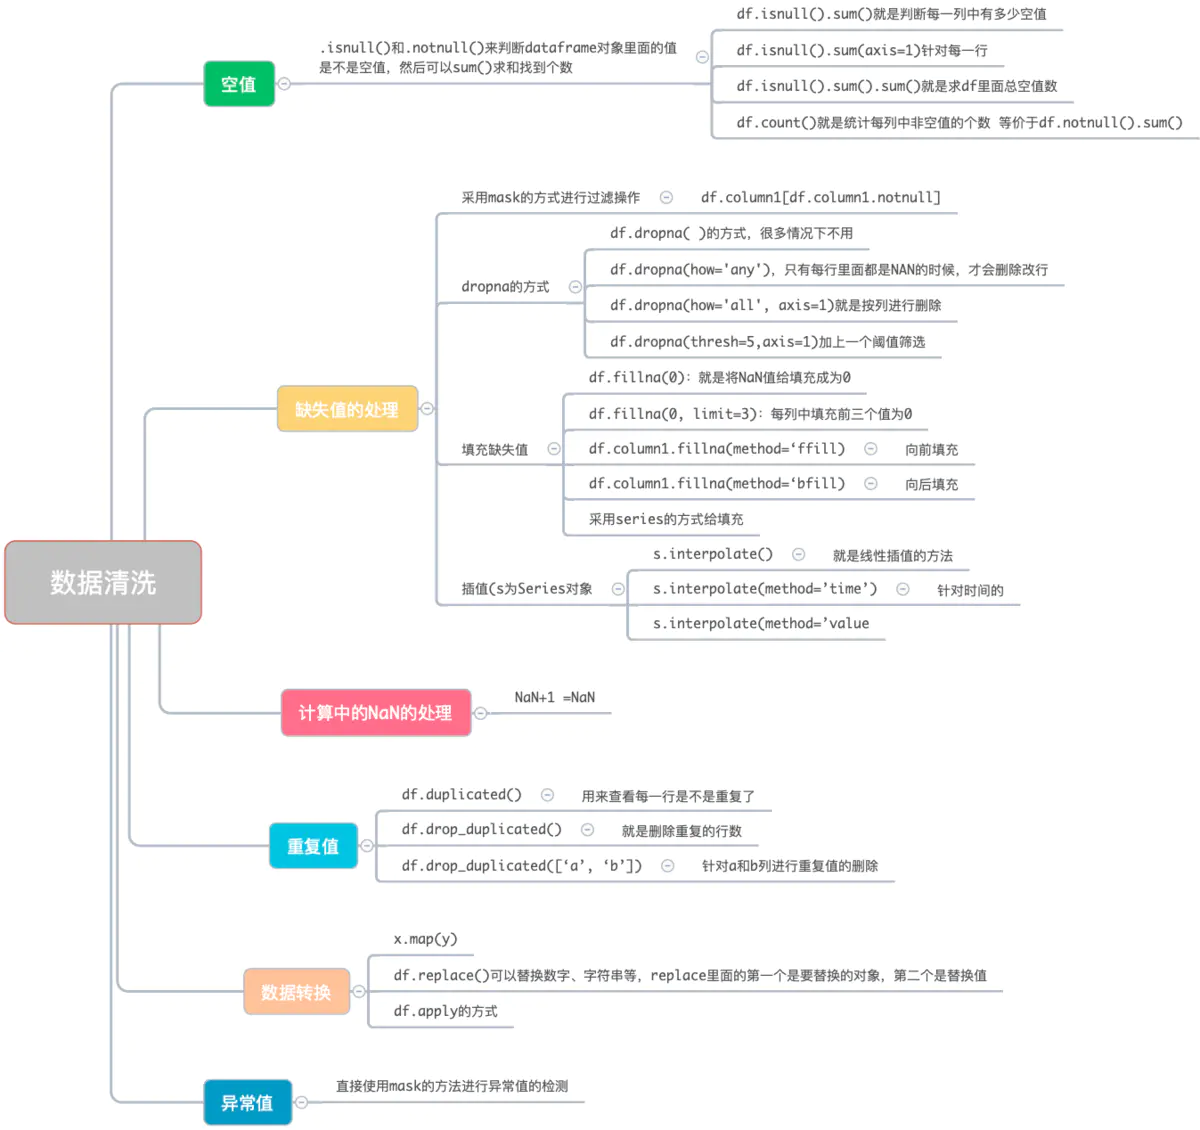 数据清洗
空值
.isnull()和.notnull()来判断dataframe对象里面的值
是不是空值，然后可以sum()求和找到个数
df.isnull().sum()就是判断每一列中有多少空值
df.isnull().sum(axis=1)针对每一行
df.isnull().sum().sum()就是求df里面总空值数
df.count()就是统计每列中非空值的个数 等价于df.notnull().sum()
缺失值的处理
采用mask的方式进行过滤操作
df.column1[df.column1.notnull]
dropna的方式
df.dropna( )的方式，很多情况下不用
df.dropna(how='any')，只有每行里面都是NAN的时候，才会删除改行
df.dropna(how='all', axis=1)就是按列进行删除
df.dropna(thresh=5,axis=1)加上一个阈值筛选
填充缺失值
df.fillna(0)：就是将NaN值给填充成为0
df.fillna(0, limit=3)：每列中填充前三个值为0
df.column1.fillna(method=‘ffill)
向前填充
df.column1.fillna(method=‘bfill)
向后填充
采用series的方式给填充
插值(s为Series对象
s.interpolate()
就是线性插值的方法
s.interpolate(method=’time’)
针对时间的
s.interpolate(method=’value
计算中的NaN的处理
NaN+1 =NaN
重复值
df.duplicated()
用来查看每一行是不是重复了
df.drop_duplicated()
就是删除重复的行数
df.drop_duplicated([‘a’, ‘b’])
针对a和b列进行重复值的删除
数据转换
x.map(y)
df.replace()可以替换数字、字符串等，replace里面的第一个是要替换的对象，第二个是替换值
df.apply的方式
异常值
直接使用mask的方法进行异常值的检测